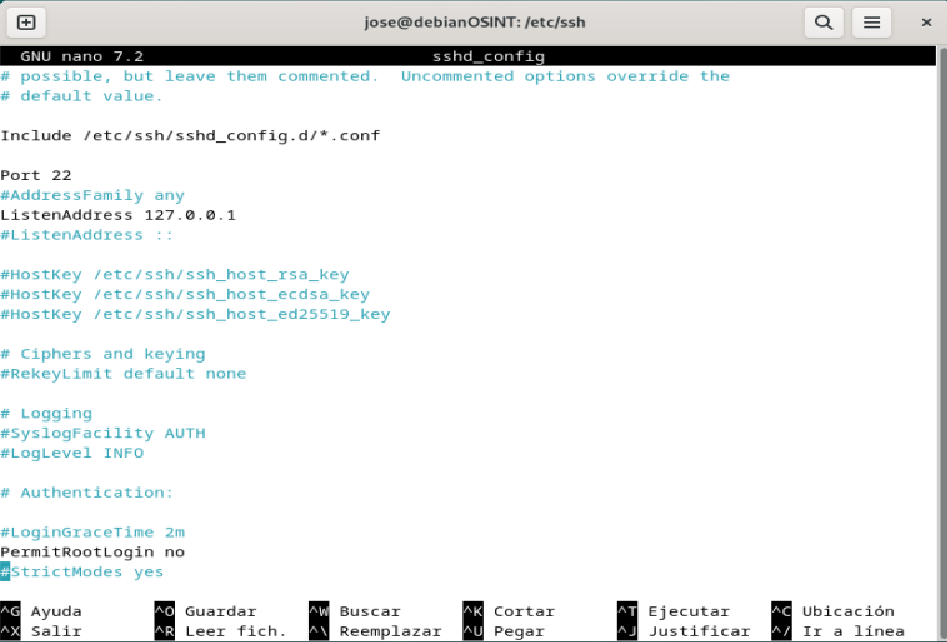 jose@debianOSINT: /etc/ssh
GNU nano 7.2 sshd_config
# possible, but leave them commented.  Uncommented options override the
# default value.
Include /etc/ssh/sshd_config.d/*.conf
Port 22
#AddressFamily any
ListenAddress 127.0.0.1
#ListenAddress ::
#HostKey /etc/ssh/ssh_host_rsa_key
#HostKey /etc/ssh/ssh_host_ecdsa_key
#HostKey /etc/ssh/ssh_host_ed25519_key
# Ciphers and keying
#RekeyLimit default none
# Logging
#SyslogFacility AUTH
#LogLevel INFO
# Authentication:
#LoginGraceTime 2m
PermitRootLogin no
#StrictModes yes
^G Ayuda ^O Guardar ^W Buscar ^K Cortar ^T Ejecutar ^C Ubicación
^X Salir ^R Leer fich. ^\ Reemplazar ^U Pegar ^J Justificar ^/ Ir a línea